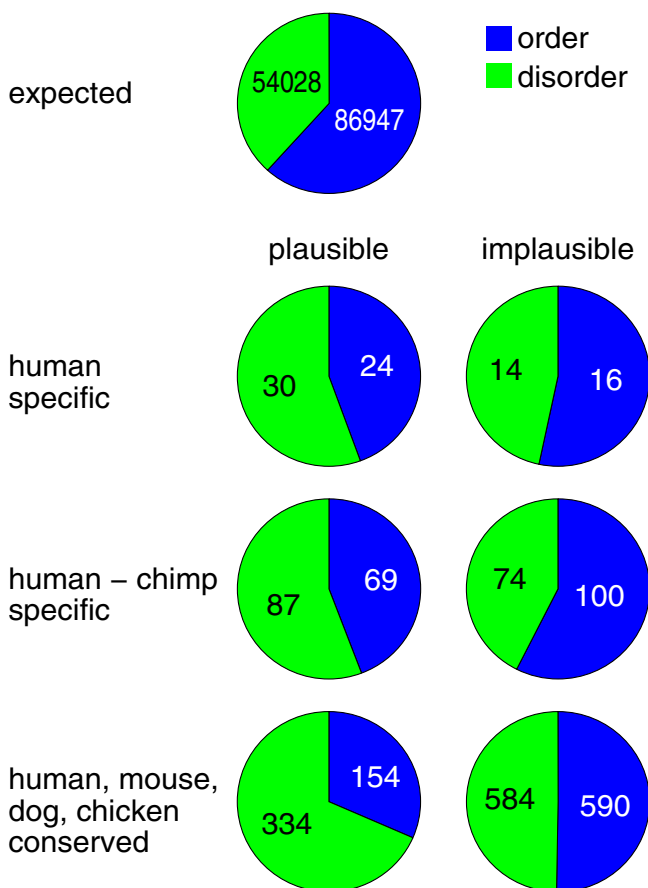 order
disorder
expected
54028
86947
plausible
implausible
human
specific
30
24
14
16
human – chimp
specific
87
69
74
100
human, mouse,
dog, chicken
conserved
334
154
584
590